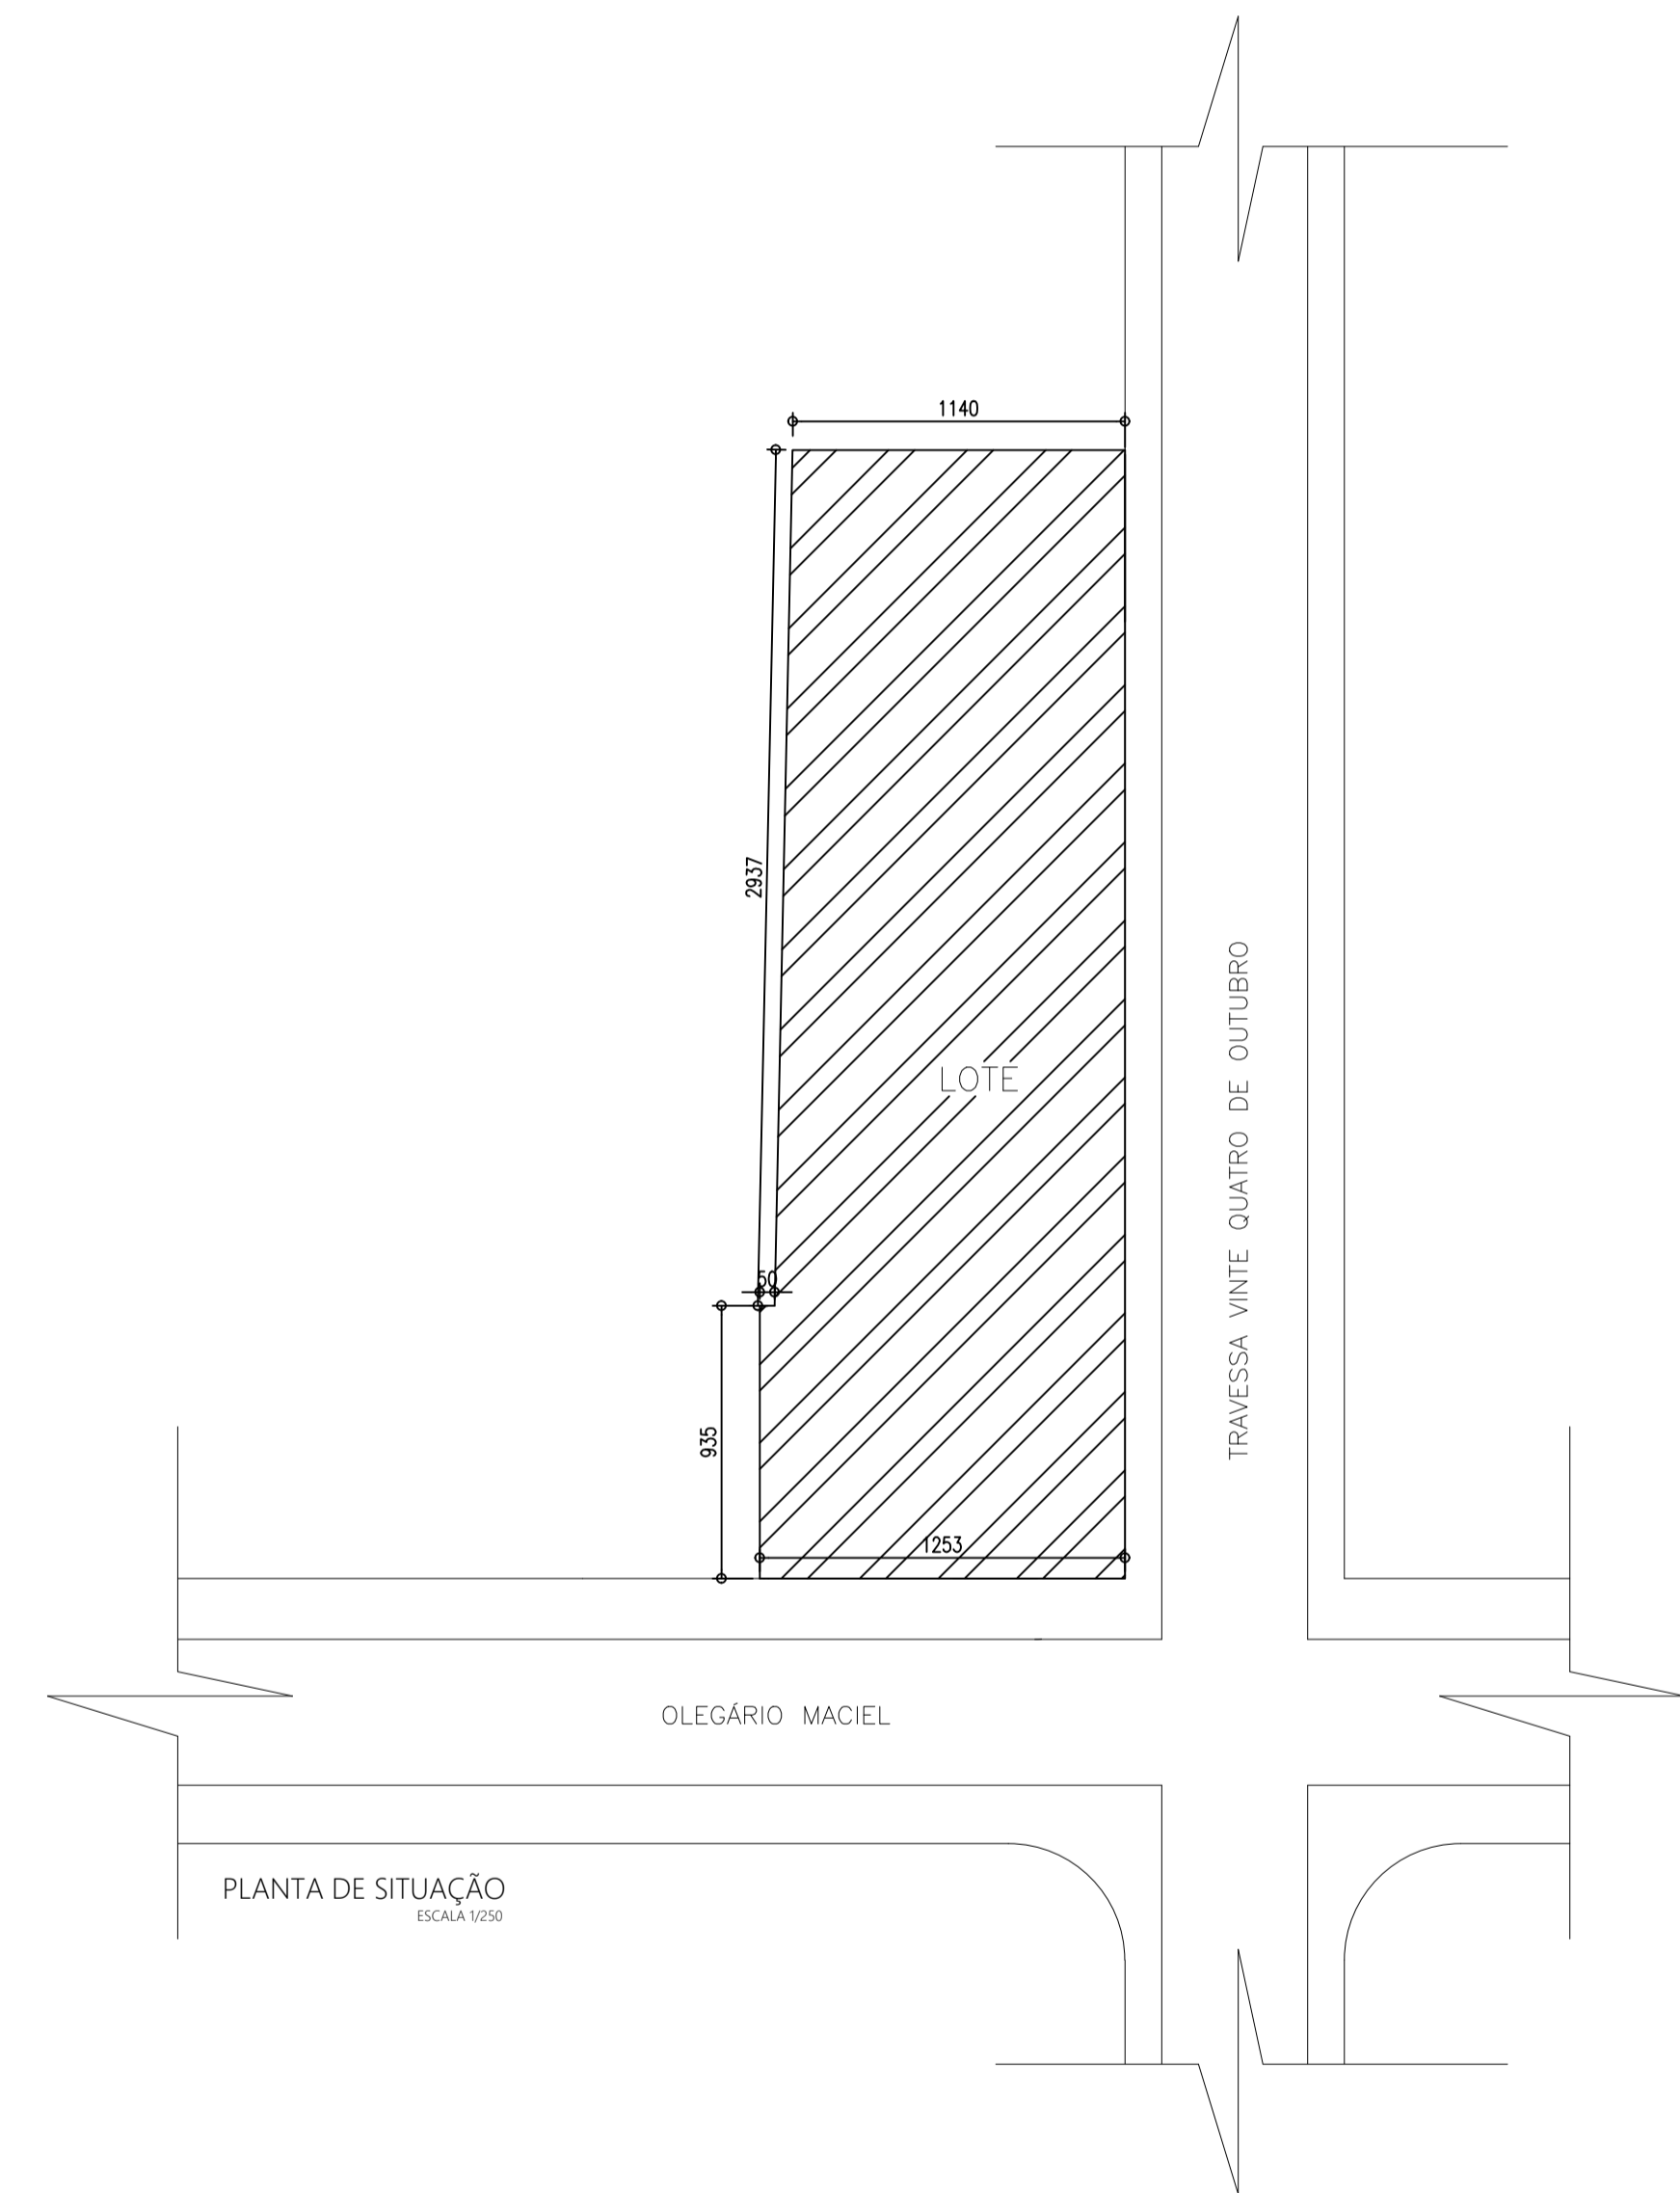 1140
2937
LOTE
TRAVESSA VINTE QUATRO DE OUTUBRO
50
935
1253
OLEGÁRIO MACIEL
PLANTA DE SITUAÇÃO
ESCALA 1/250